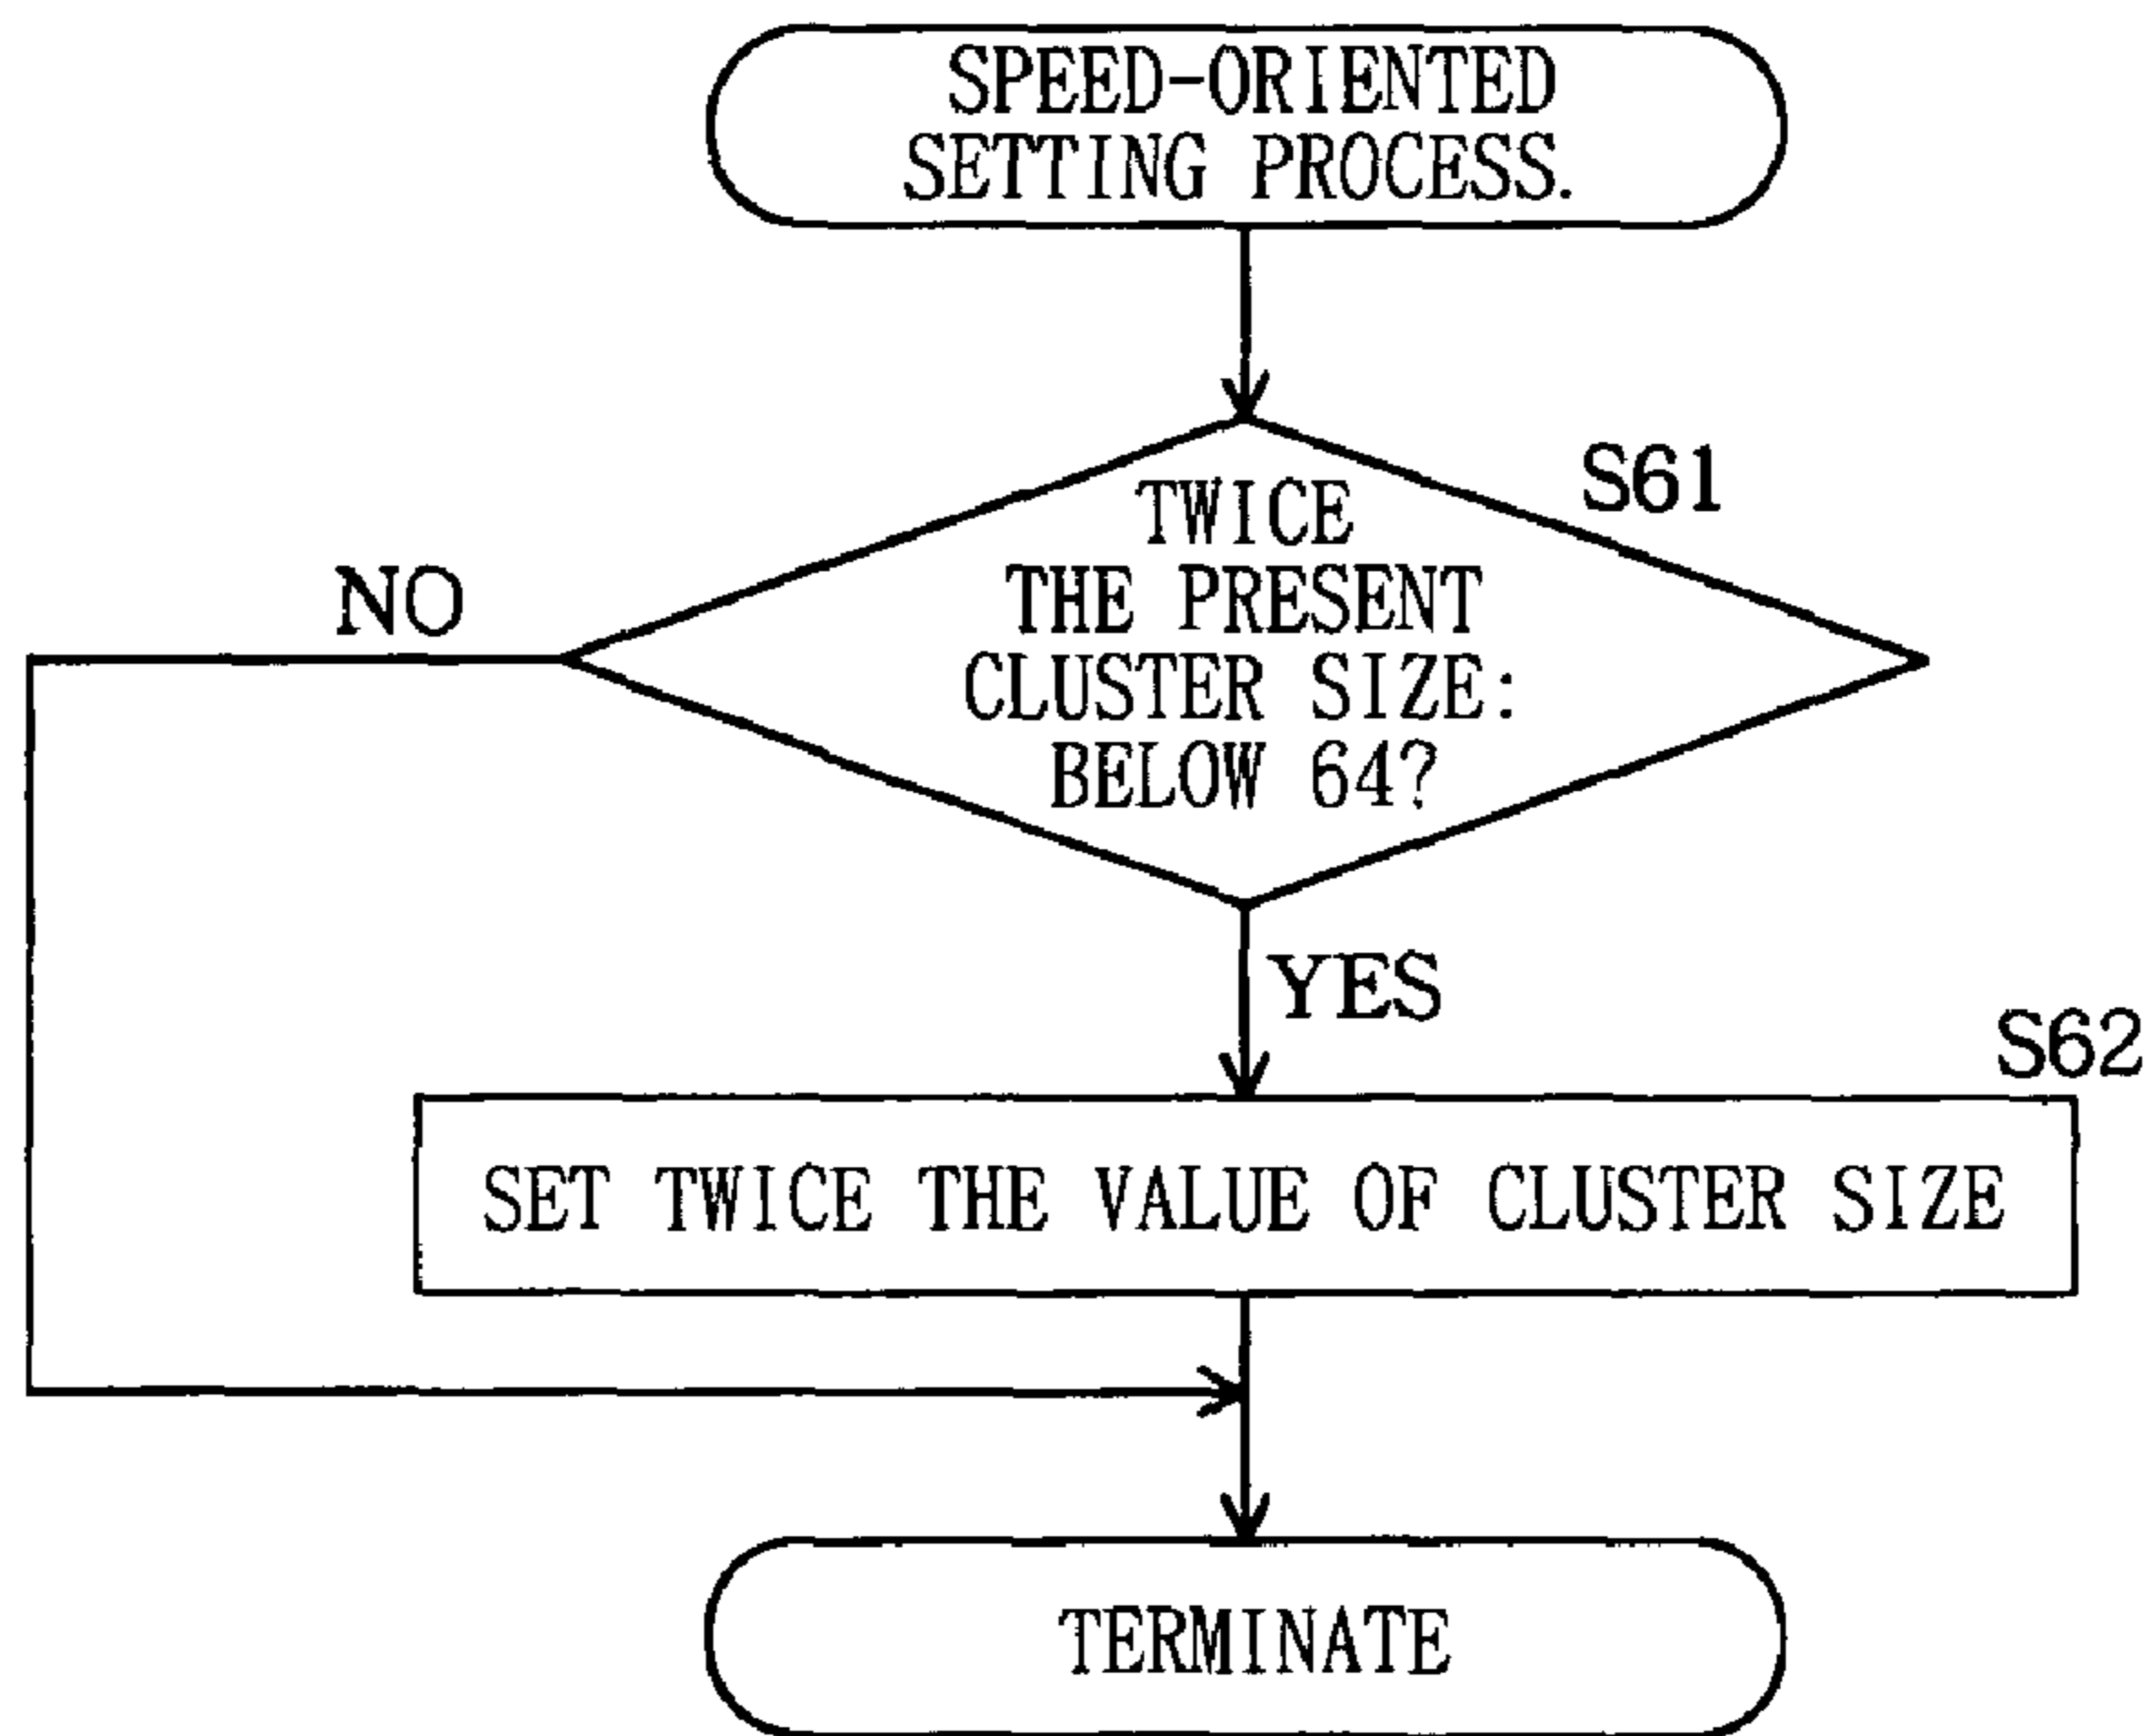 SPEED-ORIENTED
SETTING PROCESS.
S61
TWICE
THE PRESENT
CLUSTER SIZE:
BELOW 64?
NO
YES
S62
SET TWICE THE VALUE OF CLUSTER SIZE
TERMINATE